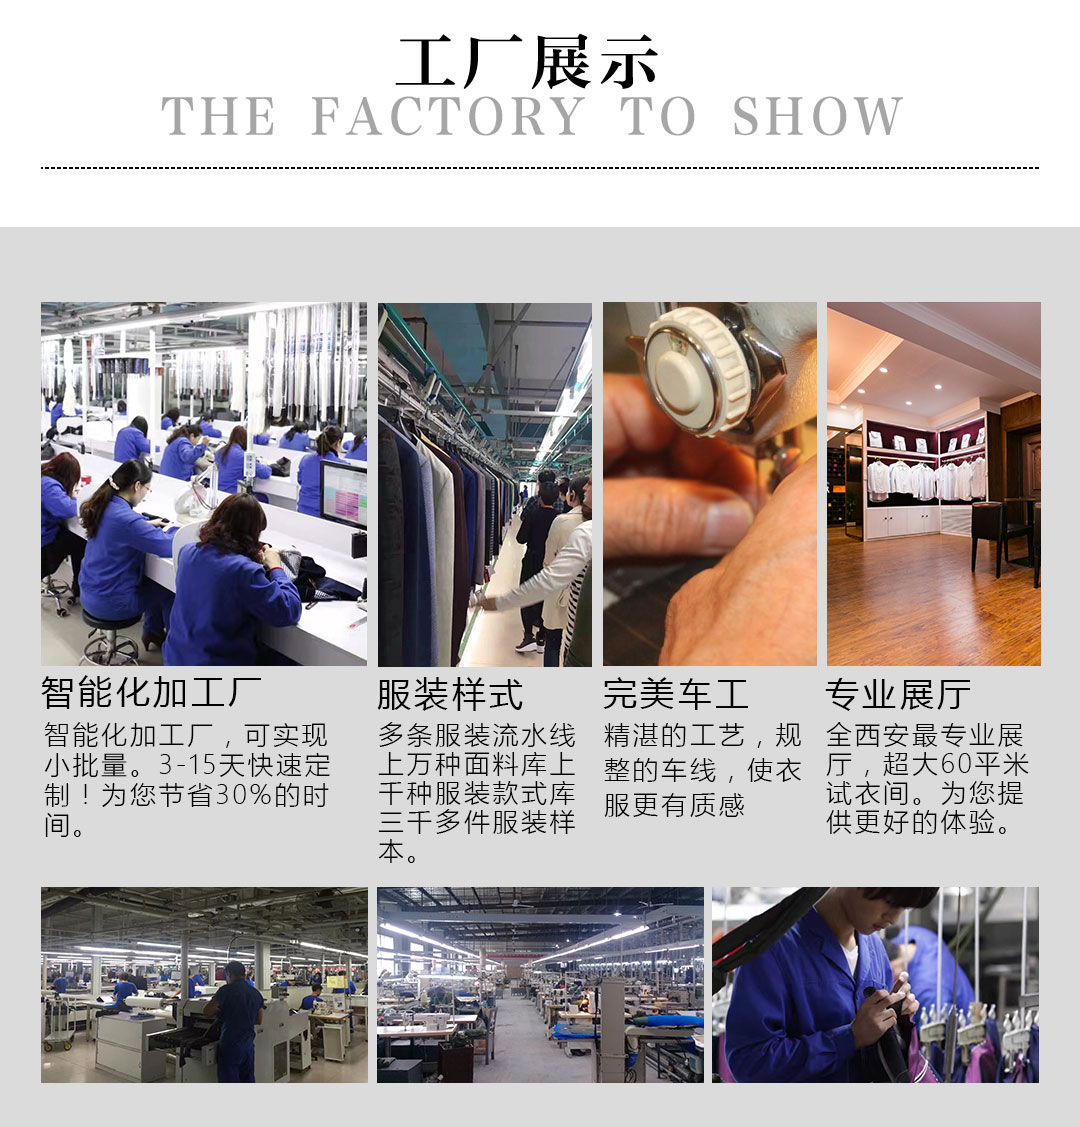 工厂展示
THE FACTORY TO SHOW
智能化加工厂
智能化加工厂，可实现
小批量。3-15天快速定
制！为您节省30%的时
间。
服装样式
多条服装流水线
上万种面料库上
千种服装款式库
三千多件服装样
本。
完美车工
精湛的工艺，规
整的车线，使衣
服更有质感
专业展厅
全西安最专业展
厅，超大60平米
试衣间。为您提
供更好的体验。